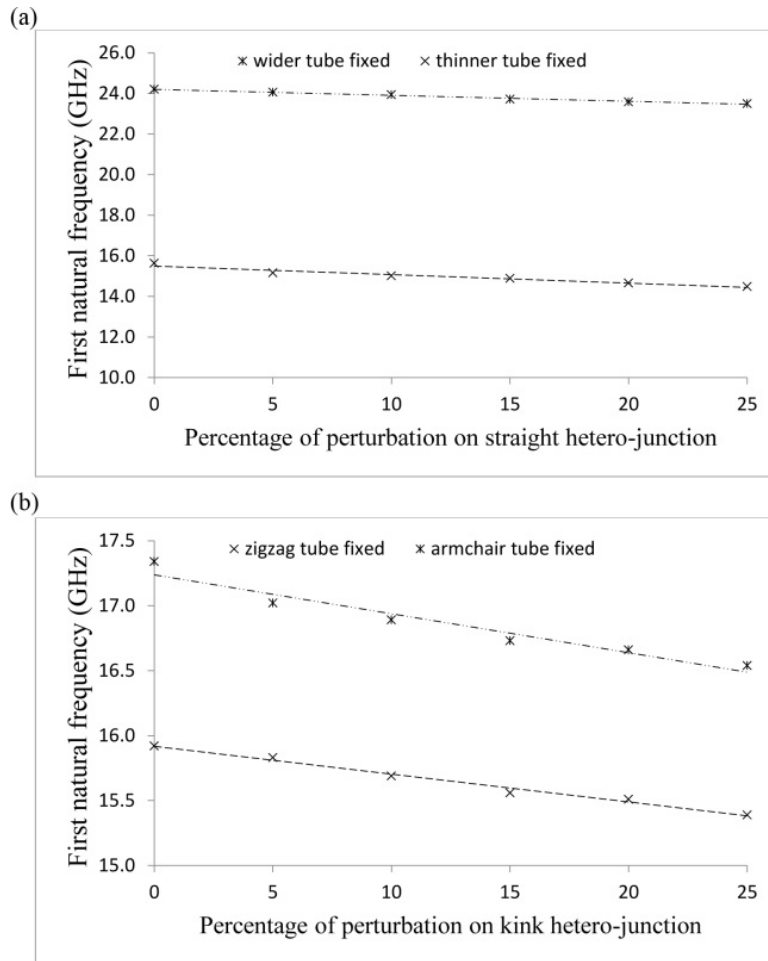 (a)
26.0
24.0
22.0
20.0
18.0
16.0
14.0
12.0
10.0
First natural frequency (GHz)
wider tube fixed × thinner tube fixed
0 5 10 15 20 25
Percentage of perturbation on straight hetero-junction
(b)
17.5
17.0
16.5
16.0
15.5
15.0
First natural frequency (GHz)
× zigzag tube fixed armchair tube fixed
0 5 10 15 20 25
Percentage of perturbation on kink hetero-junction